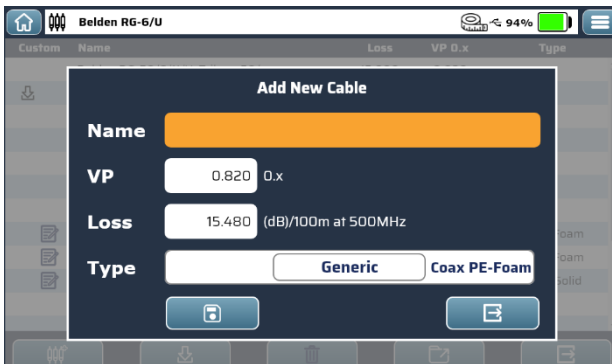 Belden RG-6/U 94%
Custom Name Loss VP 0.x Type
Add New Cable
Name
VP 0.820 0.x
Loss 15.480 (dB)/100m at 500MHz
Foam
Foam
Type Generic Coax PE-Foam
Solid